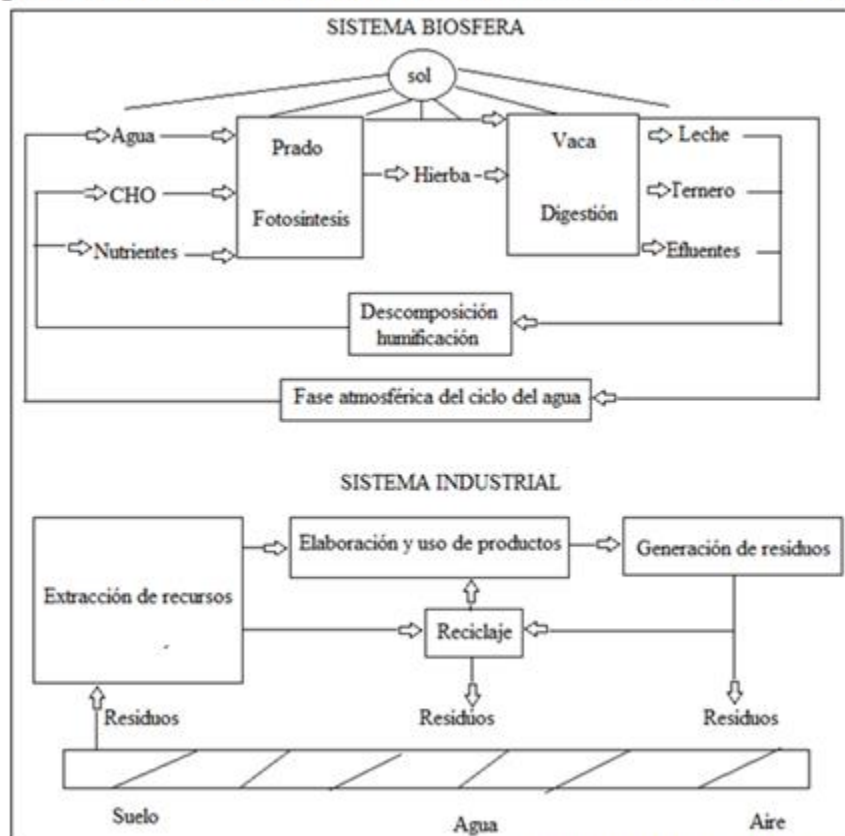 SISTEMA BIOSFERA
sol
Agua
CHO
Nutrientes
Prado
Fotosíntesis
Hierba
Vaca
Digestión
Leche
Ternero
Efluentes
Descomposición
humificación
Fase atmosférica del ciclo del agua
SISTEMA INDUSTRIAL
Extracción de recursos
Elaboración y uso de productos
Generación de residuos
Reciclaje
Residuos
Residuos
Residuos
Suelo
Agua
Aire